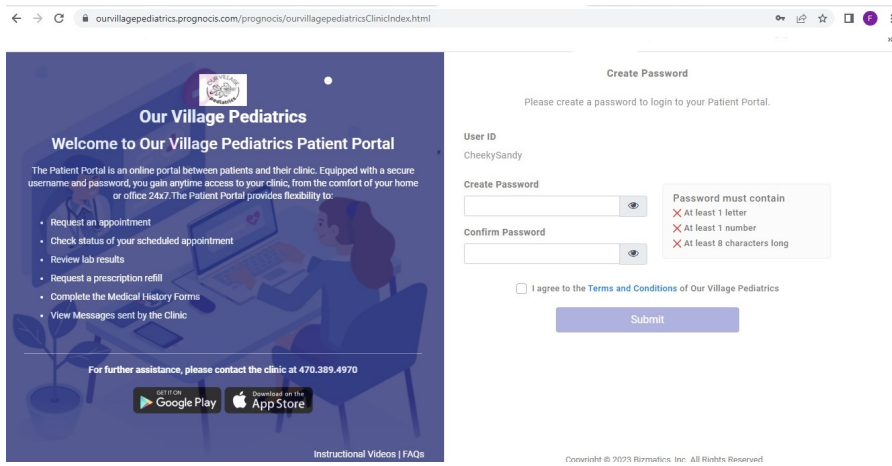 ourvillagepediatrics.prognocis.com/prognocis/ourvillagepediatricsClinicIndex.html
F
OUR VILLAGE
Pediatrics
Our Village Pediatrics
Welcome to Our Village Pediatrics Patient Portal
The Patient Portal is an online portal between patients and their clinic. Equipped with a secure
username and password, you gain anytime access to your clinic, from the comfort of your home
or office 24x7.The Patient Portal provides flexibility to:
• Request an appointment
• Check status of your scheduled appointment
• Review lab results
• Request a prescription refill
• Complete the Medical History Forms
• View Messages sent by the Clinic
For further assistance, please contact the clinic at 470.389.4970
GET IT ON
Google Play
Download on the
App Store
Instructional Videos | FAQs
Create Password
Please create a password to login to your Patient Portal.
User ID
CheekySandy
Create Password
Confirm Password
Password must contain
At least 1 letter
At least 1 number
At least 8 characters long
I agree to the Terms and Conditions of Our Village Pediatrics
Submit
Copyright © 2023 Bizmatics, Inc. All Rights Reserved